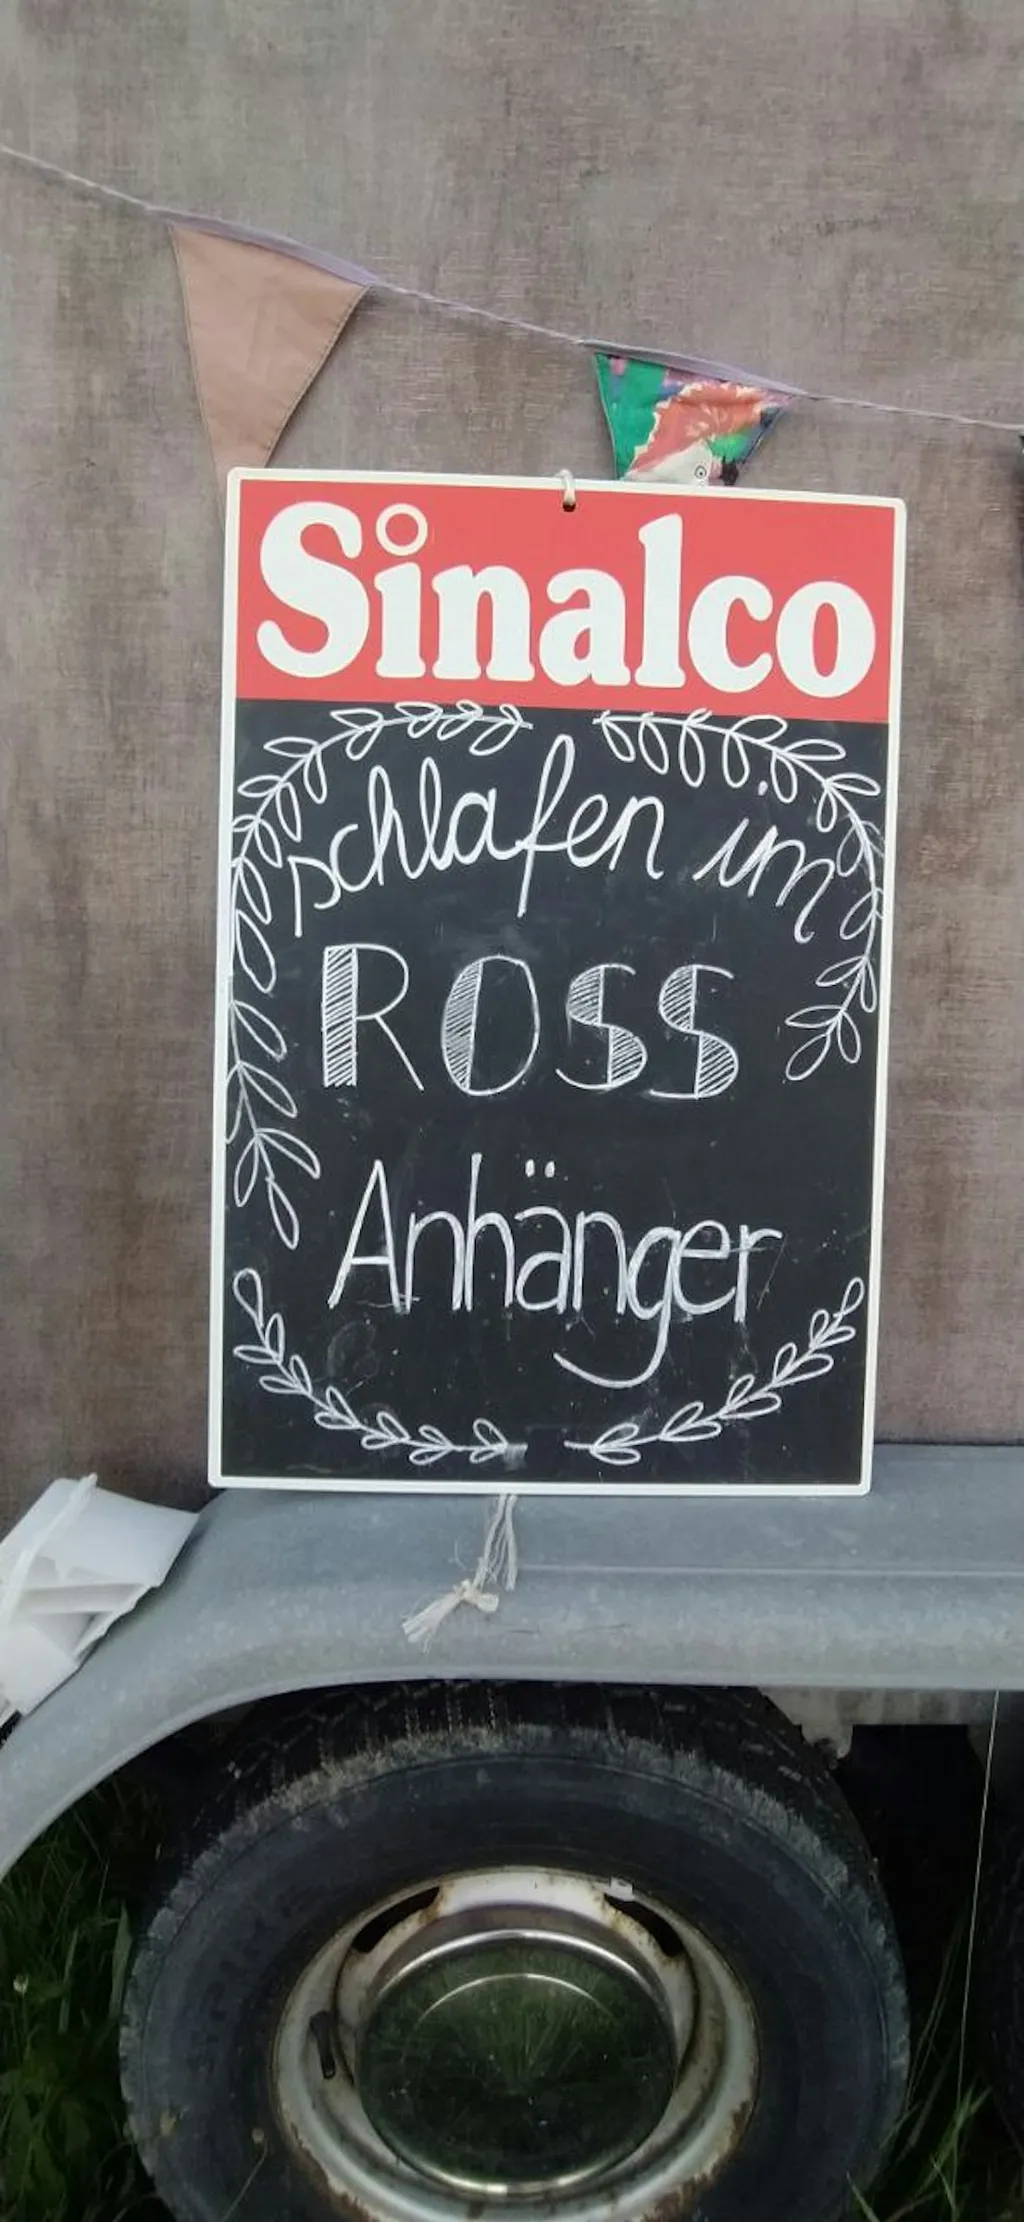 Sinalco
schlafen im
ROSS
Anhänger